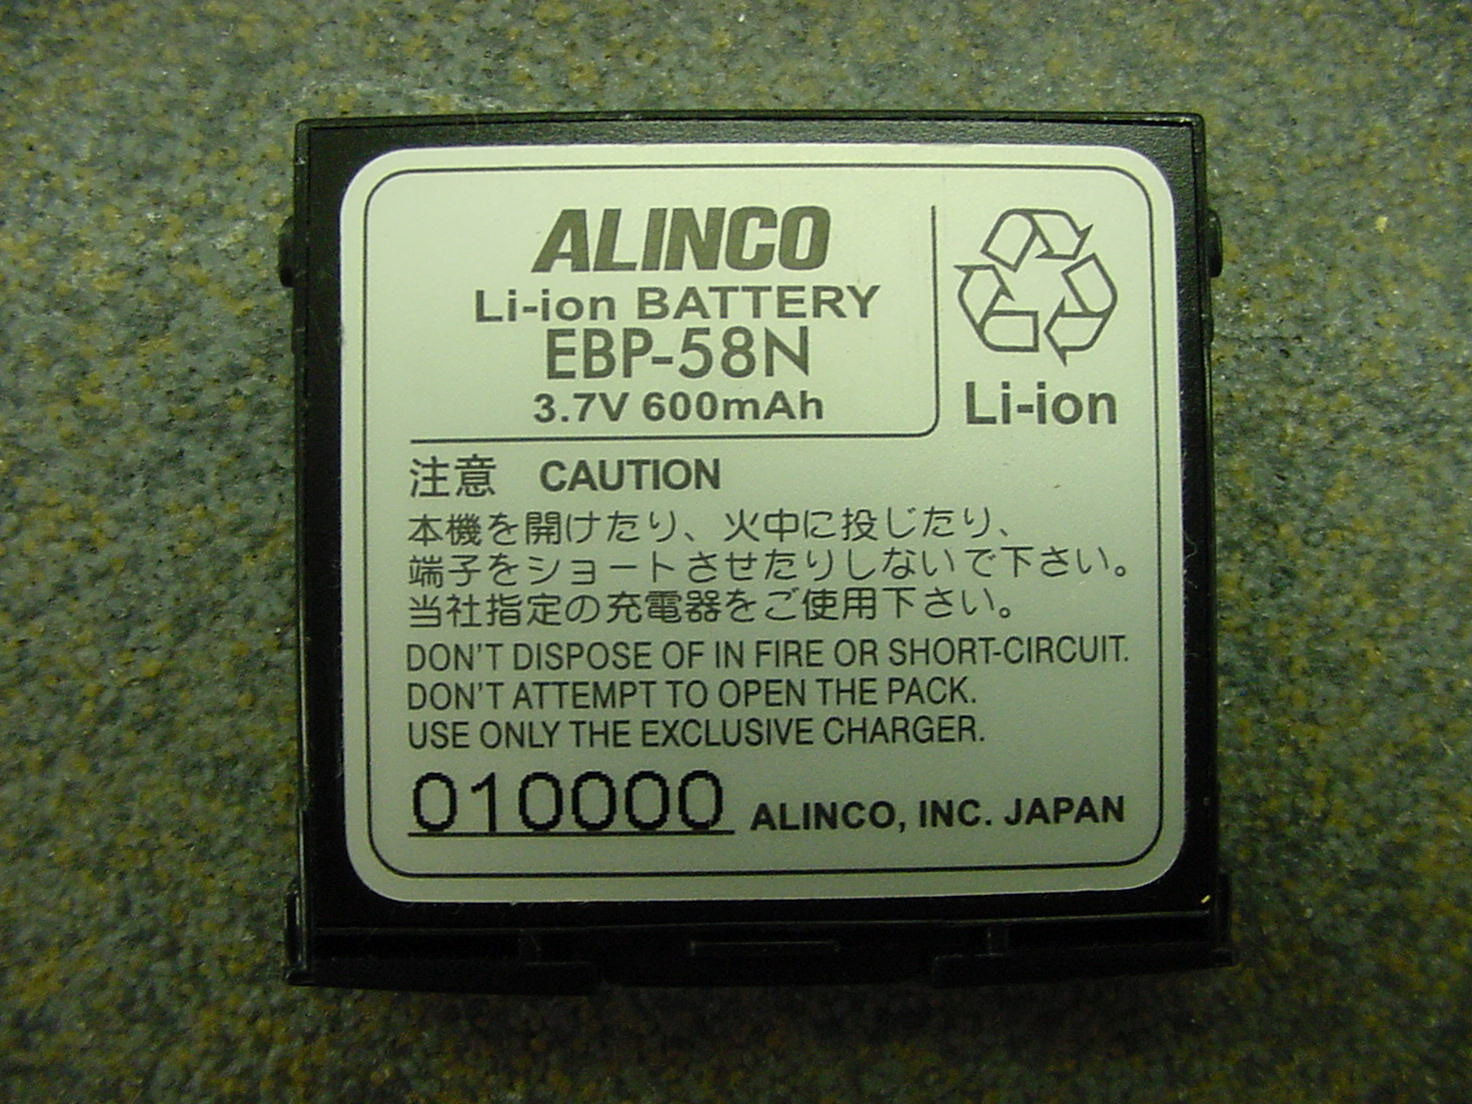 ALINCO
Li-ion BATTERY
EBP-58N
3.7V 600mAh
Li-ion
注意 CAUTION
本機を開けたり、火中に投じたり、
端子をショートさせたりしないで下さい。
当社指定の充電器をご使用下さい。
DON'T DISPOSE OF IN FIRE OR SHORT-CIRCUIT.
DON'T ATTEMPT TO OPEN THE PACK.
USE ONLY THE EXCLUSIVE CHARGER.
010000 ALINCO, INC. JAPAN